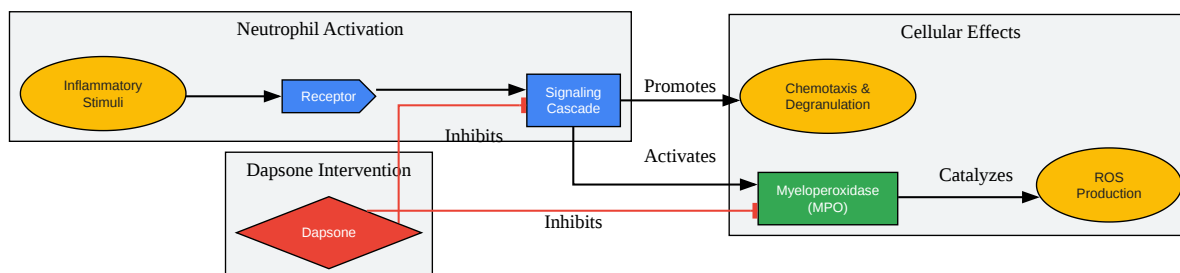 Neutrophil Activation
Inflammatory
Stimuli
Receptor
Signaling
Cascade
Promotes
Inhibits
Activates
Cellular Effects
Chemotaxis &
Degranulation
Myeloperoxidase
(MPO)
Catalyzes
ROS
Production
Dapsone Intervention
Dapsone
Inhibits